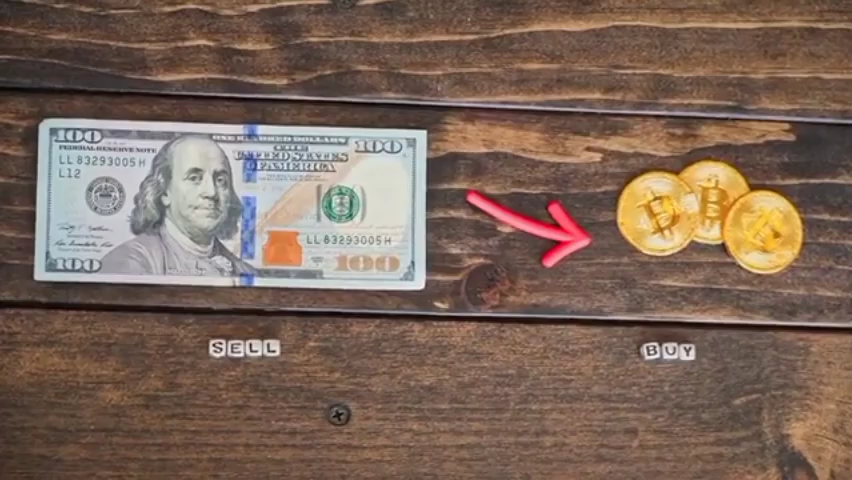 100
ONE HUNDRED DOLLARS
100
FEDERAL RESERVE NOTE
THE
UNITED STATES
OF AMERICA
LL 83293005 H
L12
LL 83293005 H
100
100
SELL
BUY